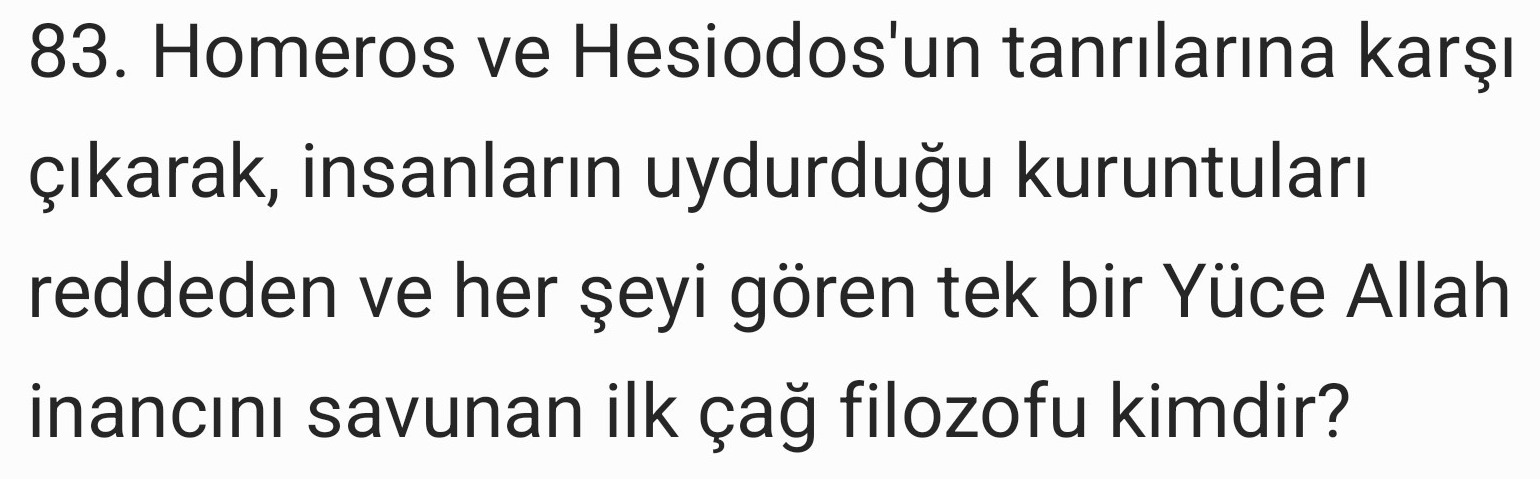 83. Homeros ve Hesiodos'un tanrılarına karşı
çıkarak, insanların uydurduğu kuruntuları
reddeden ve her şeyi gören tek bir Yüce Allah
inancını savunan ilk çağ filozofu kimdir?